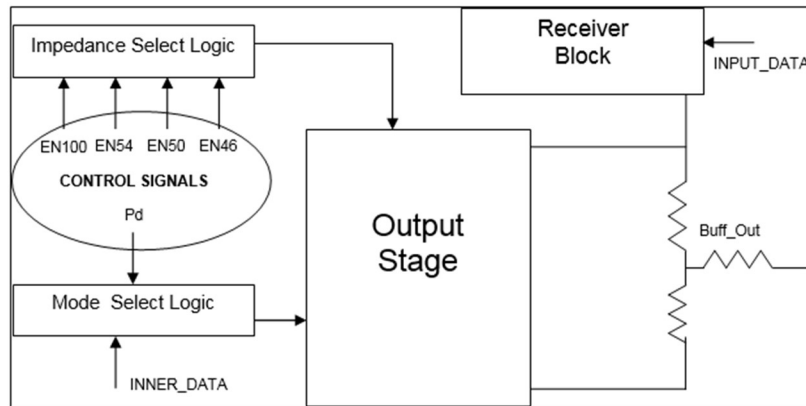 Impedance Select Logic
Receiver
Block
INPUT_DATA
EN100 EN54 EN50 EN46
CONTROL SIGNALS
Pd
Output
Stage
Buff_Out
Mode Select Logic
INNER_DATA